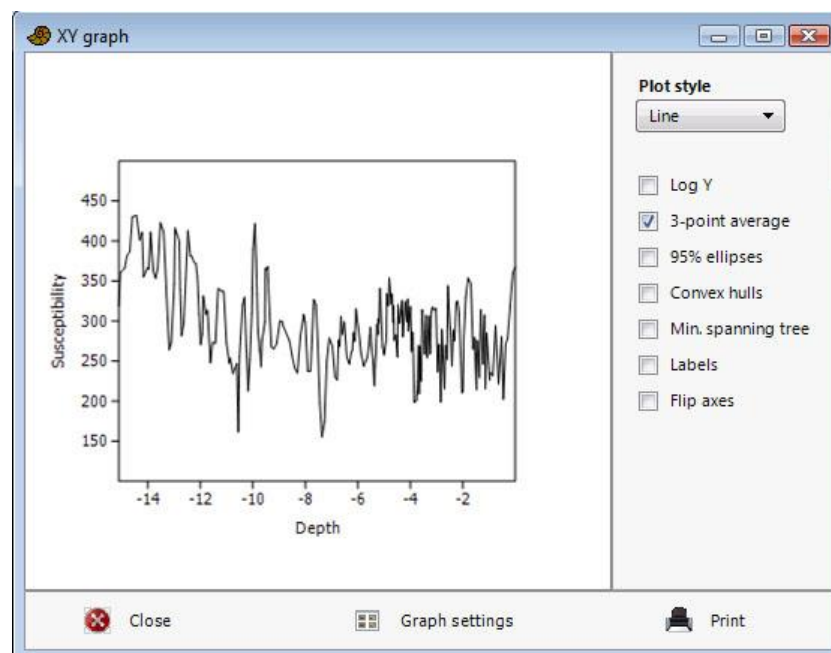 XY graph
Plot style
Line
Log Y
3-point average
95% ellipses
Convex hulls
Min. spanning tree
Labels
Flip axes
Susceptibility
450
400
350
300
250
200
150
-14 -12 -10 -8 -6 -4 -2
Depth
Close Graph settings Print